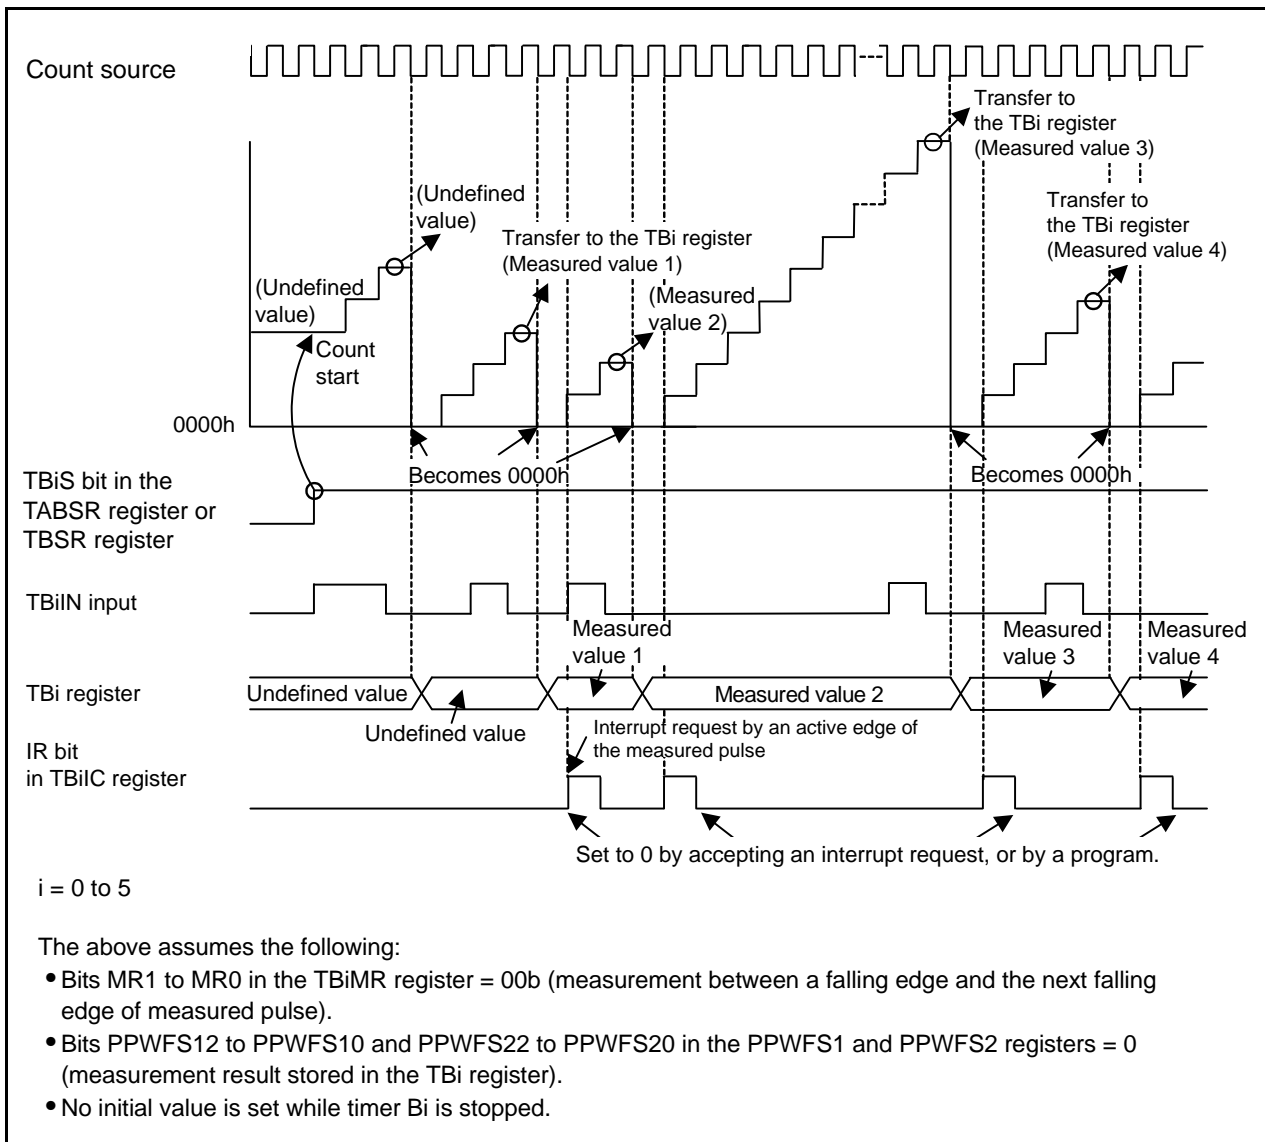 Count source
Transfer to
the TBi register
(Measured value 3)
(Undefined
value)
Transfer to the TBi register
(Measured value 1)
Transfer to
the TBi register
(Measured value 4)
(Undefined
value)
(Measured
value 2)
Count
start
0000h
Becomes 0000h
Becomes 0000h
TBiS bit in the
TABSR register or
TBSR register
TBiIN input
Measured
value 1
Measured
value 3
Measured
value 4
TBi register
Undefined value
Undefined value
Measured value 2
Interrupt request by an active edge of
the measured pulse
IR bit
in TBiIC register
Set to 0 by accepting an interrupt request, or by a program.
i = 0 to 5
The above assumes the following:
• Bits MR1 to MR0 in the TBiMR register = 00b (measurement between a falling edge and the next falling
edge of measured pulse).
• Bits PPWFS12 to PPWFS10 and PPWFS22 to PPWFS20 in the PPWFS1 and PPWFS2 registers = 0
(measurement result stored in the TBi register).
• No initial value is set while timer Bi is stopped.